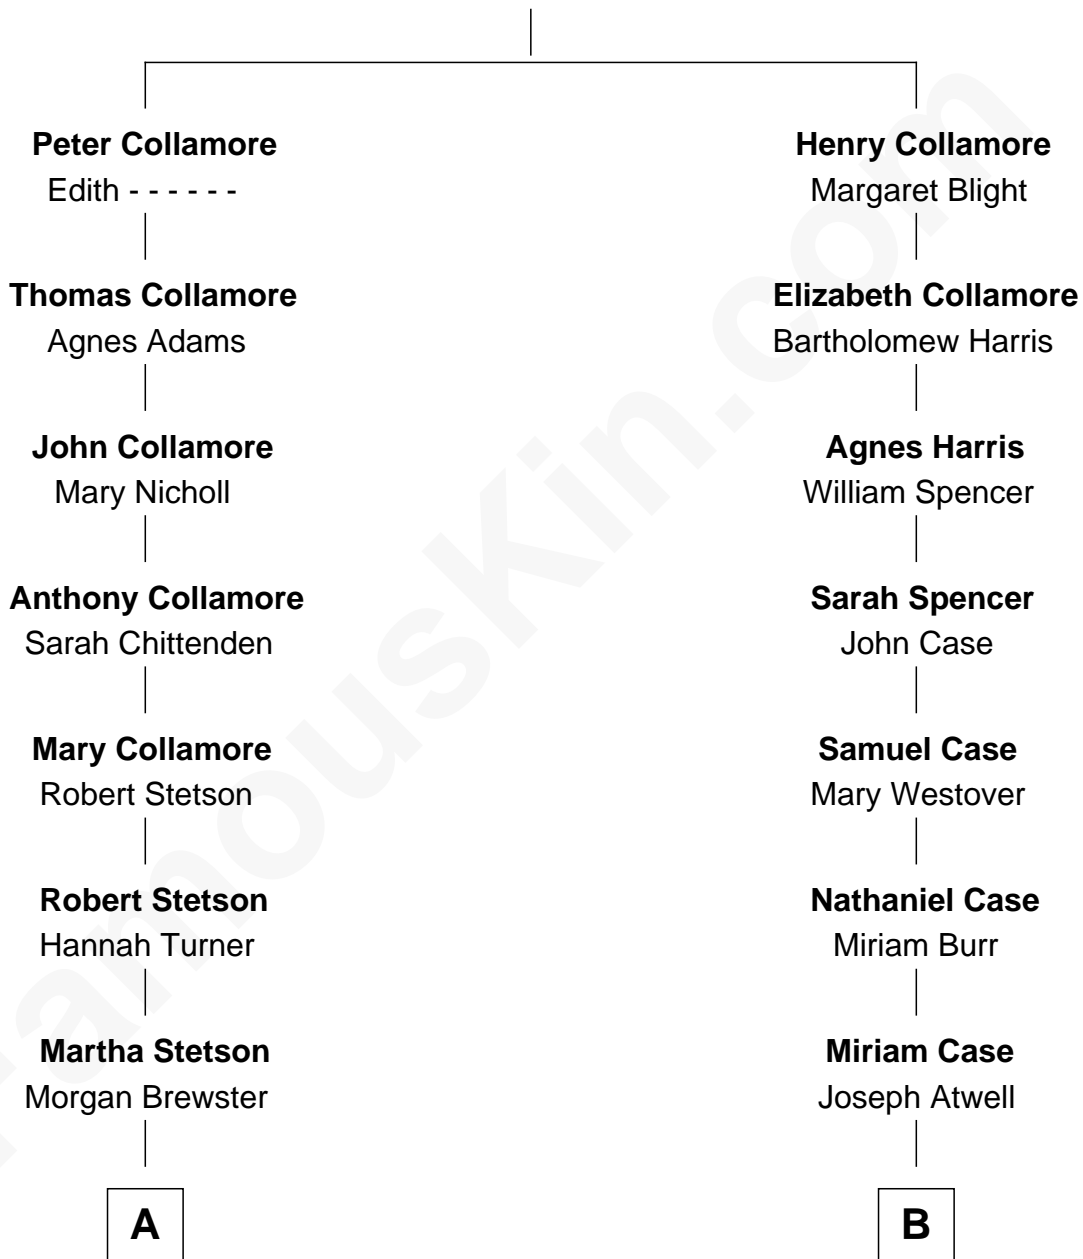 Peter Collamore
Edith - - - - - -
Thomas Collamore
Agnes Adams
John Collamore
Mary Nicholl
Anthony Collamore
Sarah Chittenden
Mary Collamore
Robert Stetson
Robert Stetson
Hannah Turner
Martha Stetson
Morgan Brewster
A
Henry Collamore
Margaret Blight
Elizabeth Collamore
Bartholomew Harris
Agnes Harris
William Spencer
Sarah Spencer
John Case
Samuel Case
Mary Westover
Nathaniel Case
Miriam Burr
Miriam Case
Joseph Atwell
B
FamousKin.com